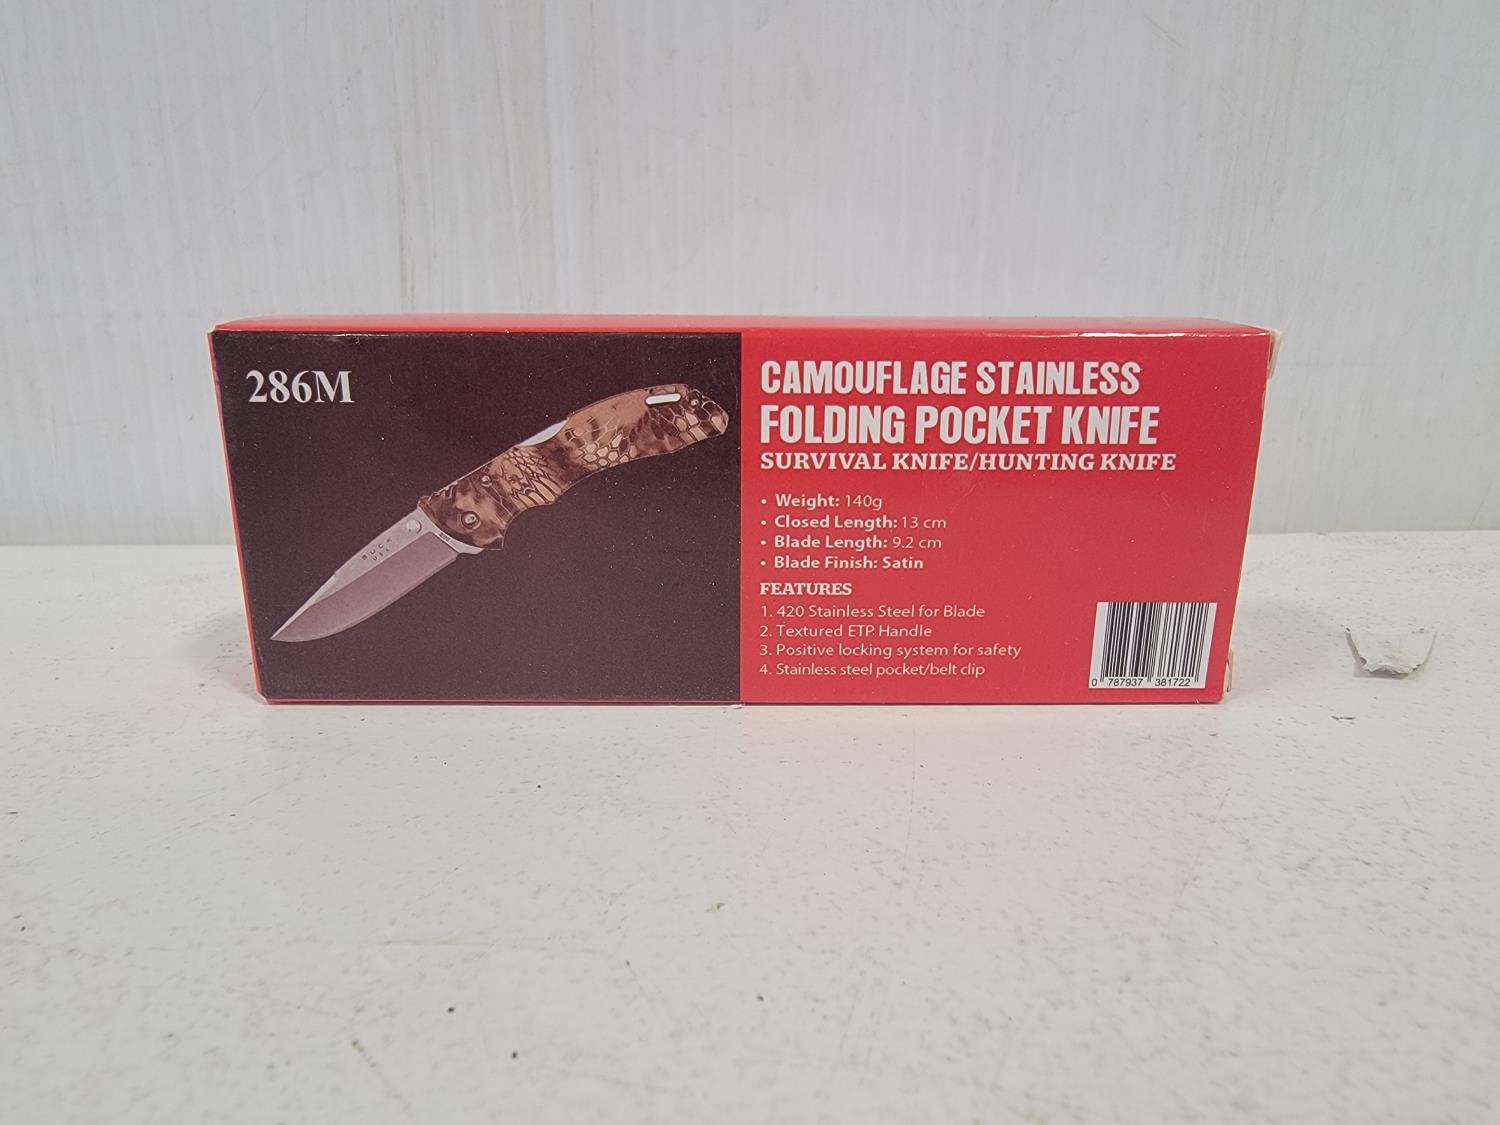 286M
BUCK
USA
CAMOUFLAGE STAINLESS
FOLDING POCKET KNIFE
SURVIVAL KNIFE/HUNTING KNIFE
• Weight: 140g
• Closed Length: 13 cm
• Blade Length: 9.2 cm
• Blade Finish: Satin
FEATURES
1. 420 Stainless Steel for Blade
2. Textured ETP. Handle
3. Positive locking system for safety
4. Stainless steel pocket/belt clip
0 787937 381722